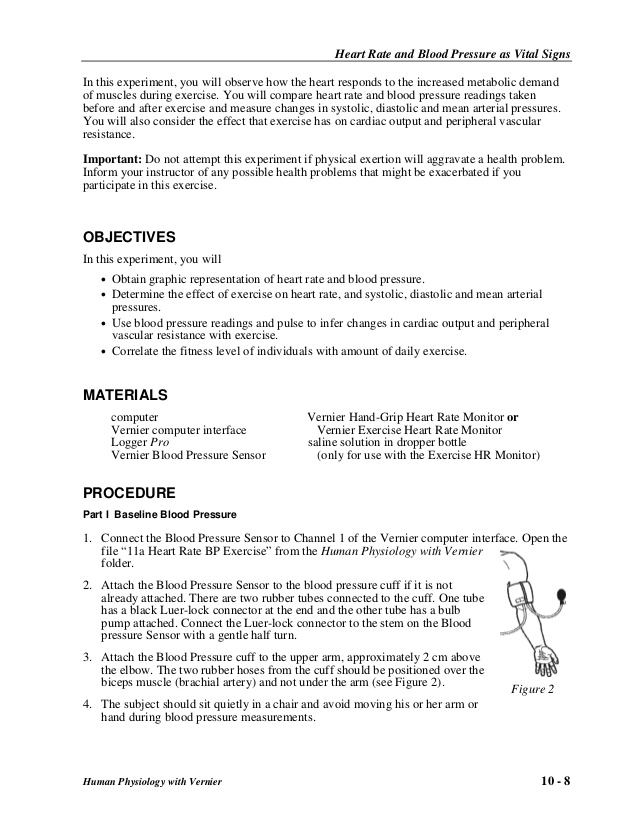 Heart Rate and Blood Pressure as Vital Signs
In this experiment, you will observe how the heart responds to the increased metabolic demand
of muscles during exercise. You will compare heart rate and blood pressure readings taken
before and after exercise and measure changes in systolic, diastolic and mean arterial pressures.
You will also consider the effect that exercise has on cardiac output and peripheral vascular
resistance.
Important: Do not attempt this experiment if physical exertion will aggravate a health problem.
Inform your instructor of any possible health problems that might be exacerbated if you
participate in this exercise.
OBJECTIVES
In this experiment, you will
• Obtain graphic representation of heart rate and blood pressure.
• Determine the effect of exercise on heart rate, and systolic, diastolic and mean arterial
pressures.
• Use blood pressure readings and pulse to infer changes in cardiac output and peripheral
vascular resistance with exercise.
• Correlate the fitness level of individuals with amount of daily exercise.
MATERIALS
computer
Vernier computer interface
Logger Pro
Vernier Blood Pressure Sensor
Vernier Hand-Grip Heart Rate Monitor or
Vernier Exercise Heart Rate Monitor
saline solution in dropper bottle
(only for use with the Exercise HR Monitor)
PROCEDURE
Part I Baseline Blood Pressure
1. Connect the Blood Pressure Sensor to Channel 1 of the Vernier computer interface. Open the
file “11a Heart Rate BP Exercise” from the Human Physiology with Vernier
folder.
2. Attach the Blood Pressure Sensor to the blood pressure cuff if it is not
already attached. There are two rubber tubes connected to the cuff. One tube
has a black Luer-lock connector at the end and the other tube has a bulb
pump attached. Connect the Luer-lock connector to the stem on the Blood
pressure Sensor with a gentle half turn.
3. Attach the Blood Pressure cuff to the upper arm, approximately 2 cm above
the elbow. The two rubber hoses from the cuff should be positioned over the
biceps muscle (brachial artery) and not under the arm (see Figure 2).
Figure 2
4. The subject should sit quietly in a chair and avoid moving his or her arm or
hand during blood pressure measurements.
Human Physiology with Vernier
10 - 8